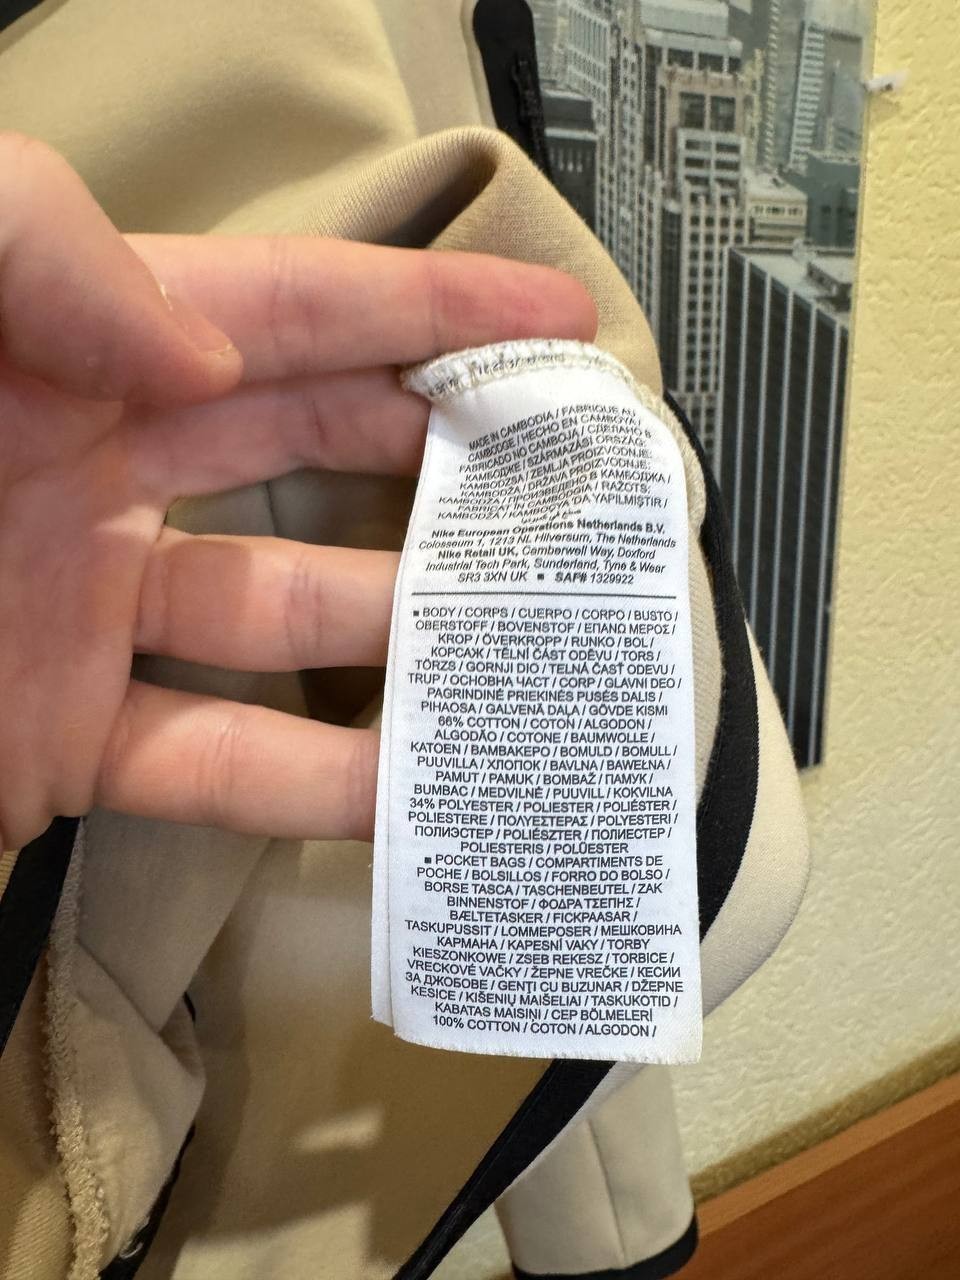 MADE IN CAMBODIA / FABRIQUE AU
CAMBODGE / HECHO EN CAMBOYA /
FABRICADO NO CAMBOJA / СДЕЛАНО В
КАМБОДЖЕ / SZÁRMAZÁSI ORSZÁG:
KAMBODZSA / ZEMLJA PROIZVODNJE:
KAMBODŽA / DRŽAVA PROIZVODNJE:
KAMBODŽA / ПРОИЗВЕДЕНО В КАМБОДЖА /
FABRICAT ÎN CAMBODGIA / RAŽOTS:
KAMBODŽA / KAMBOÇYA'DA YAPILMIŞTIR /
Nike European Operations Netherlands B.V.
Colosseum 1, 1213 NL Hilversum, The Netherlands
Nike Retail UK, Camberwell Way, Doxford
Industrial Tech Park, Sunderland, Tyne & Wear
SR3 3XN UK ■ SAF# 1329922
■ BODY / CORPS / CUERPO / CORPO / BUSTO /
OBERSTOFF / BOVENSTOF / ΕΠΑΝΩ ΜΕΡΟΣ /
KROP / ÖVERKROPP / RUNKO / BOL /
КОРСАЖ / TĚLNÍ ČÁST ODĚVU / TORS /
TÖRZS / GORNJI DIO / TELNÁ ČASŤ ODEVU /
TRUP / ОСНОВНА ЧАСТ / CORP / GLAVNI DEO /
PAGRINDINĖ PRIEKINĖS PUSĖS DALIS /
PIHAOSA / GALVENĀ DAĻA / GÖVDE KISMI
66% COTTON / COTON / ALGODON /
ALGODÃO / COTONE / BAUMWOLLE /
KATOEN / ΒΑΜΒΑΚΕΡΟ / BOMULD / BOMULL /
PUUVILLA / ХЛОПОК / BAVLNA / BAWEŁNA /
PAMUT / PAMUK / BOMBAŽ / ПАМУК /
BUMBAC / MEDVILNĖ / PUUVILL / KOKVILNA
34% POLYESTER / POLIESTER / POLIÉSTER /
POLIESTERE / ΠΟΛΥΕΣΤΕΡΑΣ / POLYESTERI /
ПОЛИЭСТЕР / POLIÉSZTER / ПОЛИЕСТЕР /
POLIESTERIS / POLÜESTER
■ POCKET BAGS / COMPARTIMENTS DE
POCHE / BOLSILLOS / FORRO DO BOLSO /
BORSE TASCA / TASCHENBEUTEL / ZAK
BINNENSTOF / ΦΟΔΡΑ ΤΣΕΠΗΣ /
BÆLTETASKER / FICKPAASAR /
TASKUPUSSIT / LOMMEPOSER / МЕШКОВИНА
КАРМАНА / KAPESNÍ VAKY / TORBY
KIESZONKOWE / ZSEB REKESZ / TORBICE /
VRECKOVÉ VAČKY / ŽEPNE VREČKE / КЕСИИ
ЗА ДЖОБОВЕ / GENȚI CU BUZUNAR / DŽEPNE
KESICE / KIŠENIŲ MAIŠELIAI / TASKUKOTID /
KABATAS MAISIŅI / CEP BÖLMELERİ
100% COTTON / COTON / ALGODON /